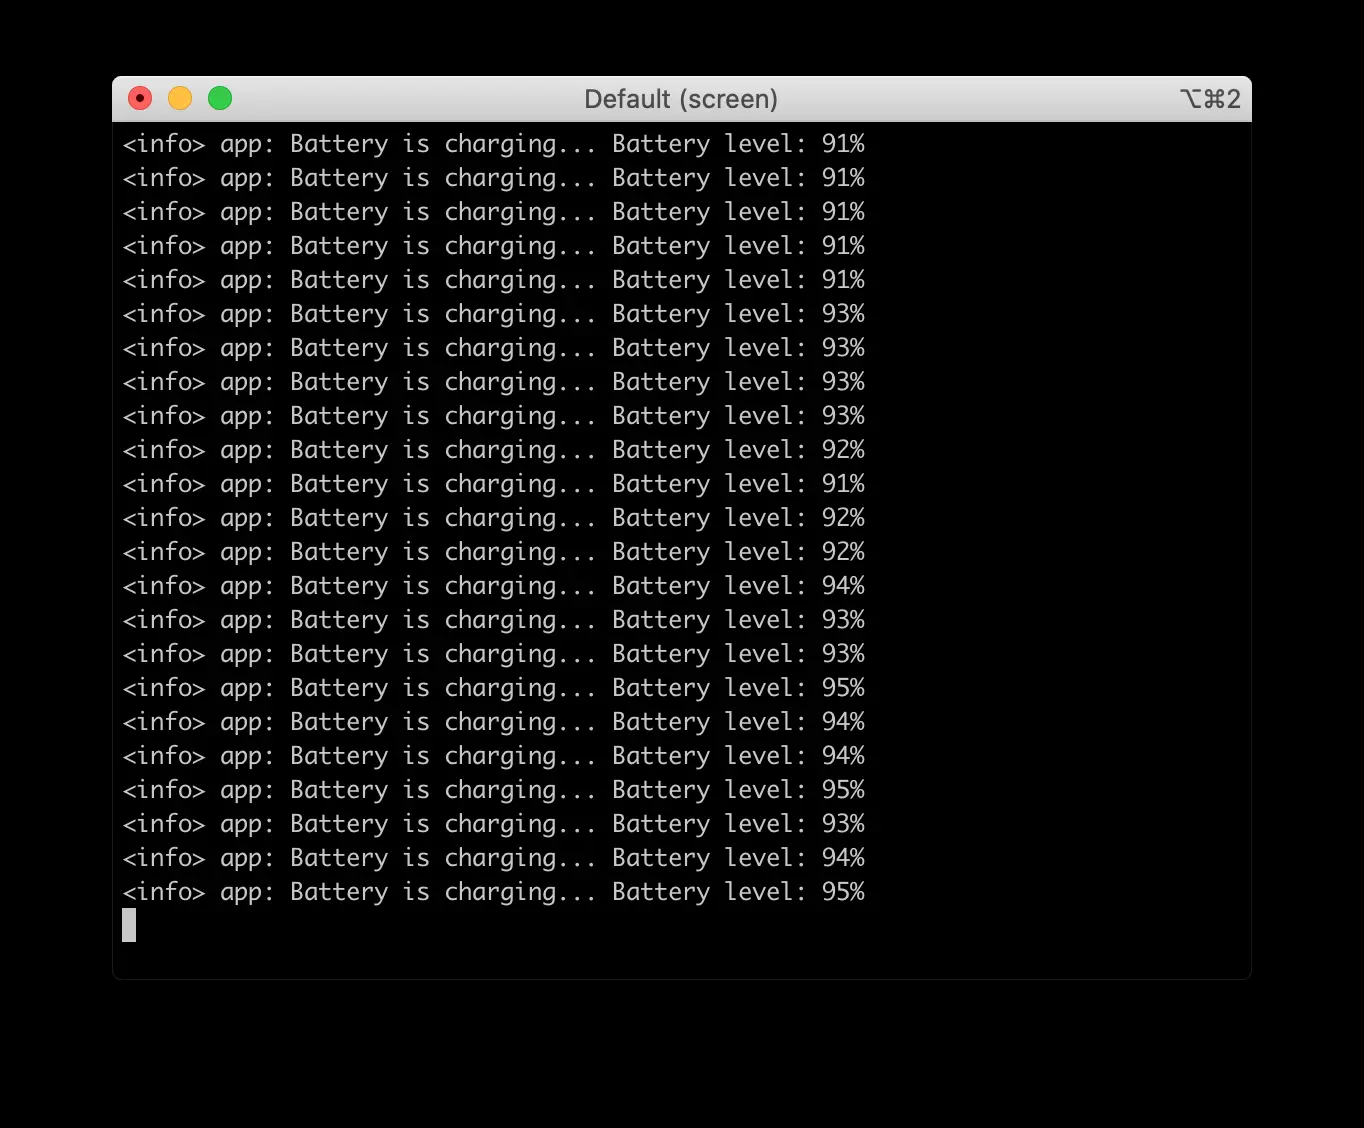 Default (screen)
⌥⌘2
<info> app: Battery is charging... Battery level: 91%
<info> app: Battery is charging... Battery level: 91%
<info> app: Battery is charging... Battery level: 91%
<info> app: Battery is charging... Battery level: 91%
<info> app: Battery is charging... Battery level: 91%
<info> app: Battery is charging... Battery level: 93%
<info> app: Battery is charging... Battery level: 93%
<info> app: Battery is charging... Battery level: 93%
<info> app: Battery is charging... Battery level: 93%
<info> app: Battery is charging... Battery level: 92%
<info> app: Battery is charging... Battery level: 91%
<info> app: Battery is charging... Battery level: 92%
<info> app: Battery is charging... Battery level: 92%
<info> app: Battery is charging... Battery level: 94%
<info> app: Battery is charging... Battery level: 93%
<info> app: Battery is charging... Battery level: 93%
<info> app: Battery is charging... Battery level: 95%
<info> app: Battery is charging... Battery level: 94%
<info> app: Battery is charging... Battery level: 94%
<info> app: Battery is charging... Battery level: 95%
<info> app: Battery is charging... Battery level: 93%
<info> app: Battery is charging... Battery level: 94%
<info> app: Battery is charging... Battery level: 95%